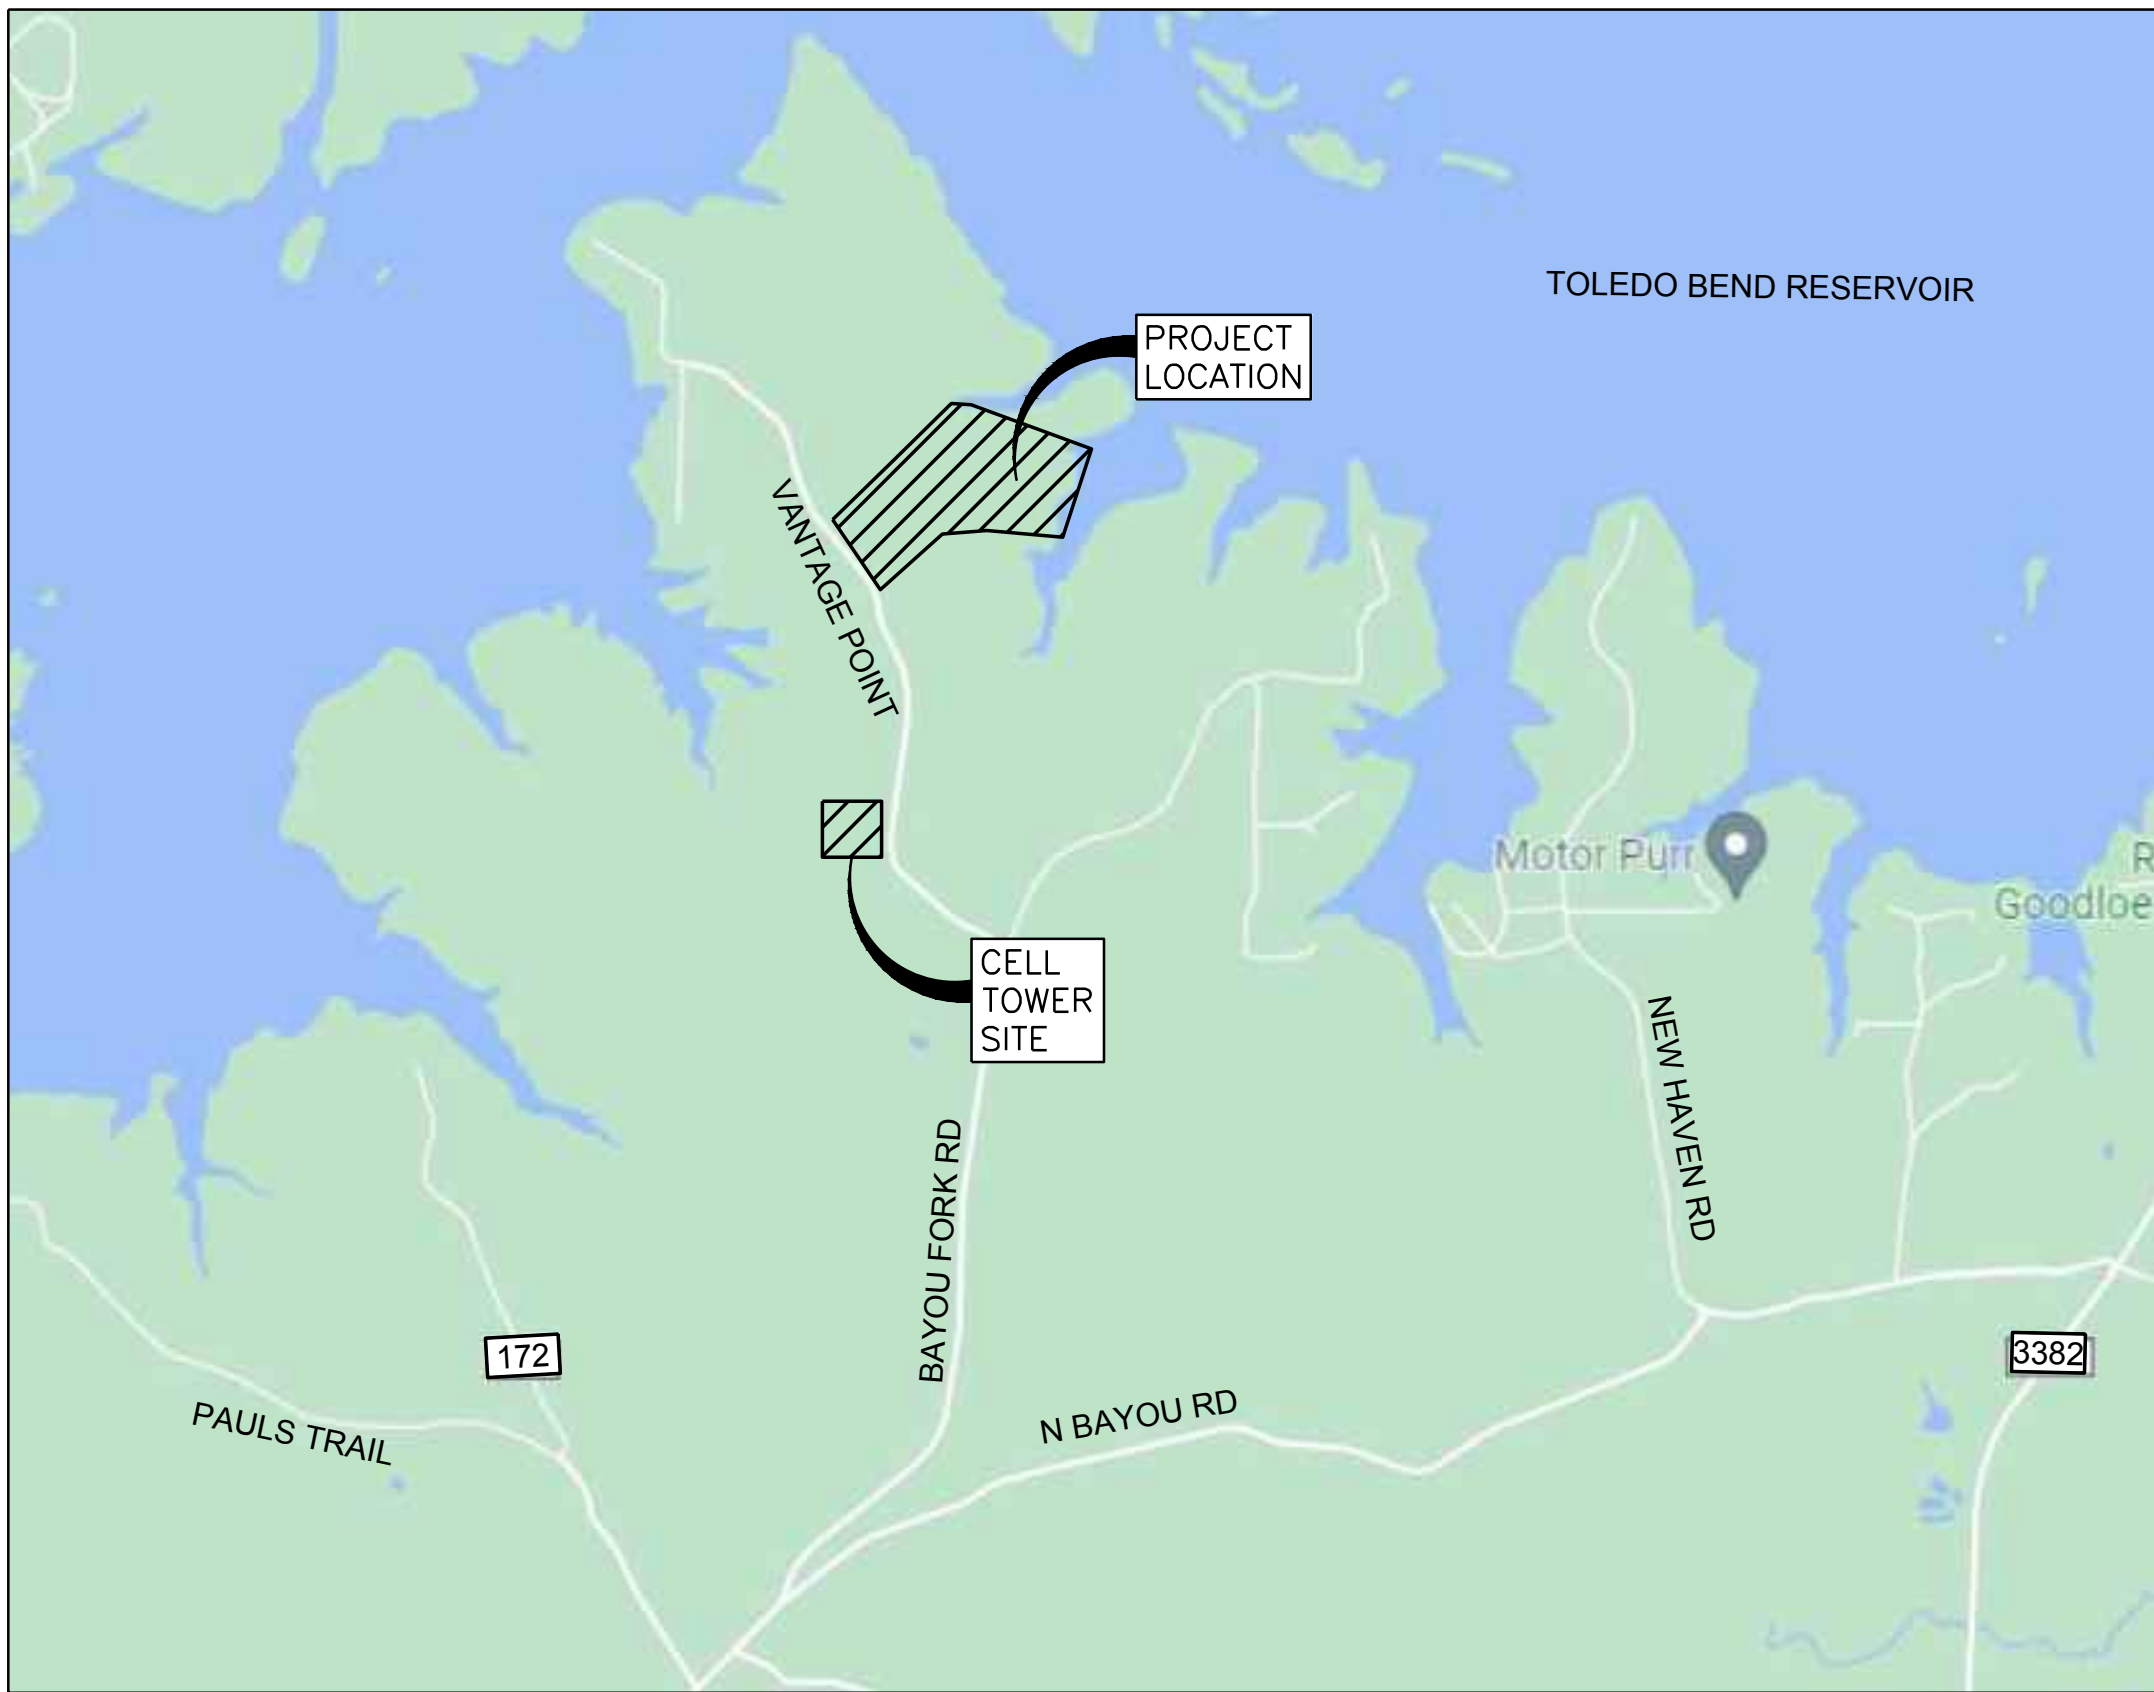 TOLEDO BEND RESERVOIR
PROJECT
LOCATION
VANTAGE POINT
Motor Purr
R
Goodloe
CELL
TOWER
SITE
NEW HAVEN RD
BAYOU FORK RD
172
3382
PAULS TRAIL
N BAYOU RD